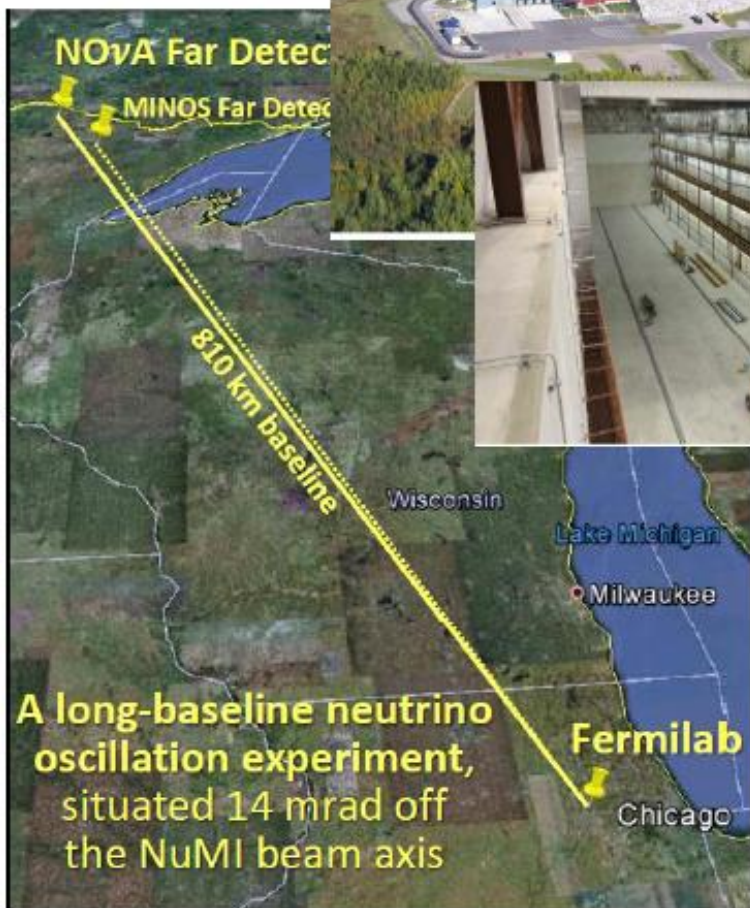 NOνA Far Detec
MINOS Far Detec
810 km baseline
Wisconsin
Lake Michigan
Milwaukee
A long-baseline neutrino
oscillation experiment,
situated 14 mrad off
the NuMI beam axis
Fermilab
Chicago